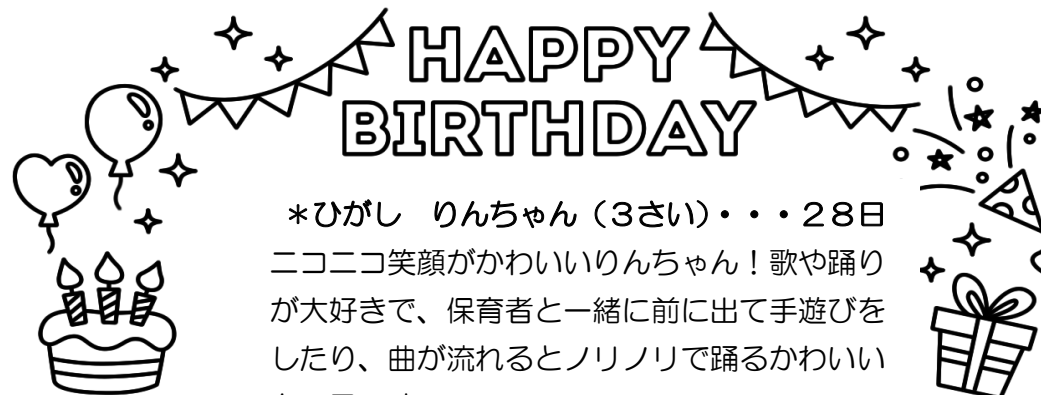 HAPPY
BIRTHDAY
＊ひがし　りんちゃん（３さい）・・・２８日
ニコニコ笑顔がかわいいりんちゃん！歌や踊り
が大好きで、保育者と一緒に前に出て手遊びを
したり、曲が流れるとノリノリで踊るかわいい